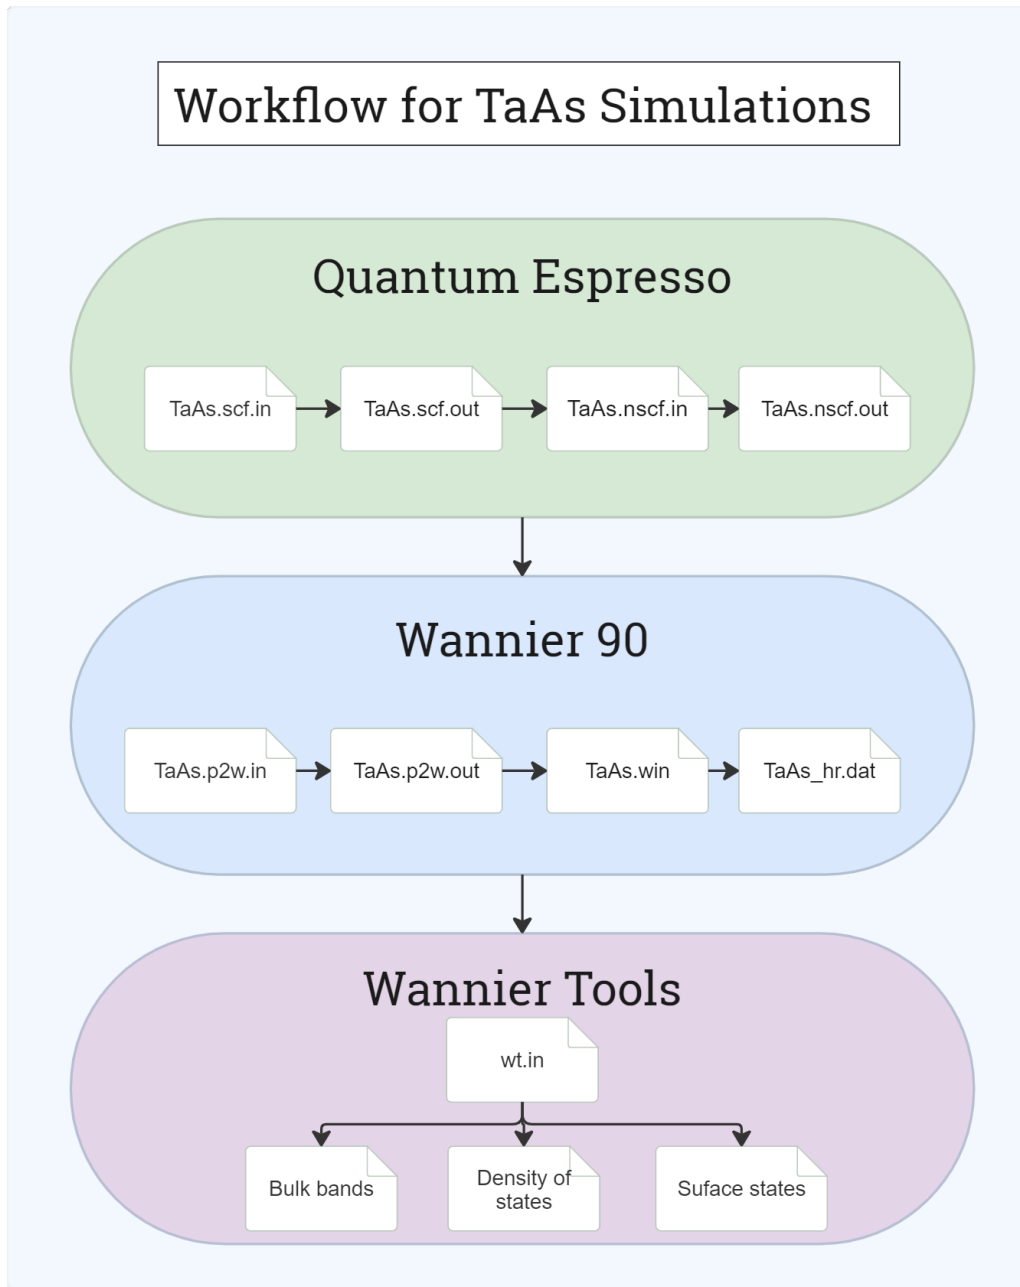 Workflow for TaAs Simulations
Quantum Espresso
TaAs.scf.in
TaAs.scf.out
TaAs.nscf.in
TaAs.nscf.out
Wannier 90
TaAs.p2w.in
TaAs.p2w.out
TaAs.win
TaAs_hr.dat
Wannier Tools
wt.in
Bulk bands
Density of
states
Suface states